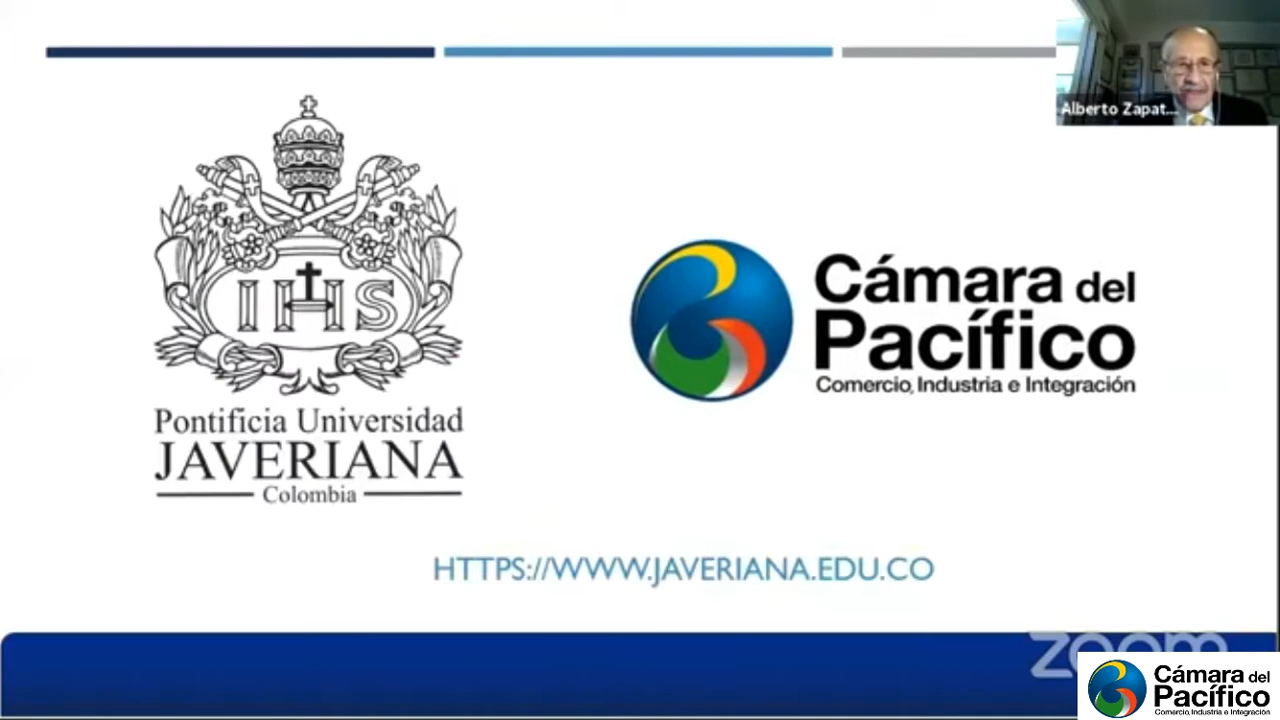 Alberto Zapat...
IHS
Cámara del
Pacífico
Comercio, Industria e Integración
Pontificia Universidad
JAVERIANA
Colombia
HTTPS://WWW.JAVERIANA.EDU.CO
zoom
Cámara del
Pacífico
Comercio, Industria e Integración